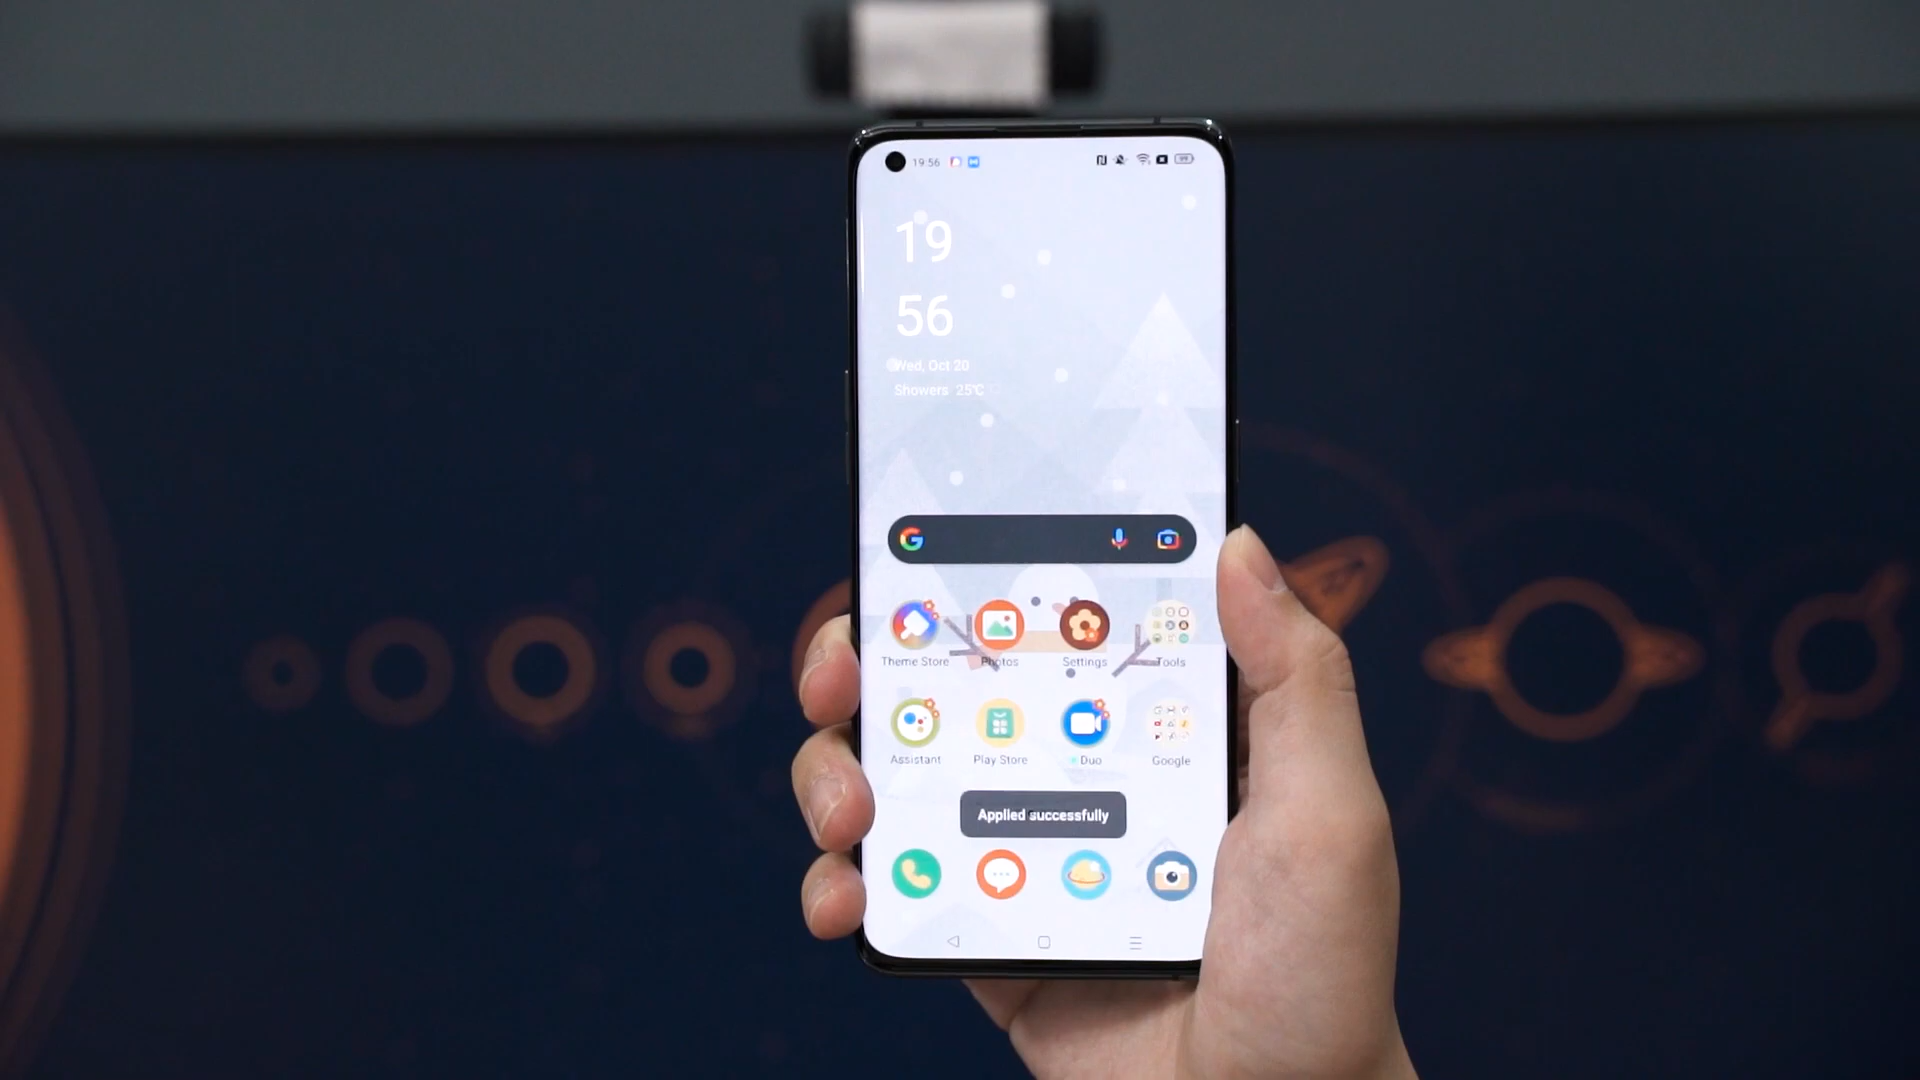 19:56
19
56
Wed, Oct 20
Showers 25℃
Theme Store
Photos
Settings
Tools
Assistant
Play Store
Duo
Google
Applied successfully